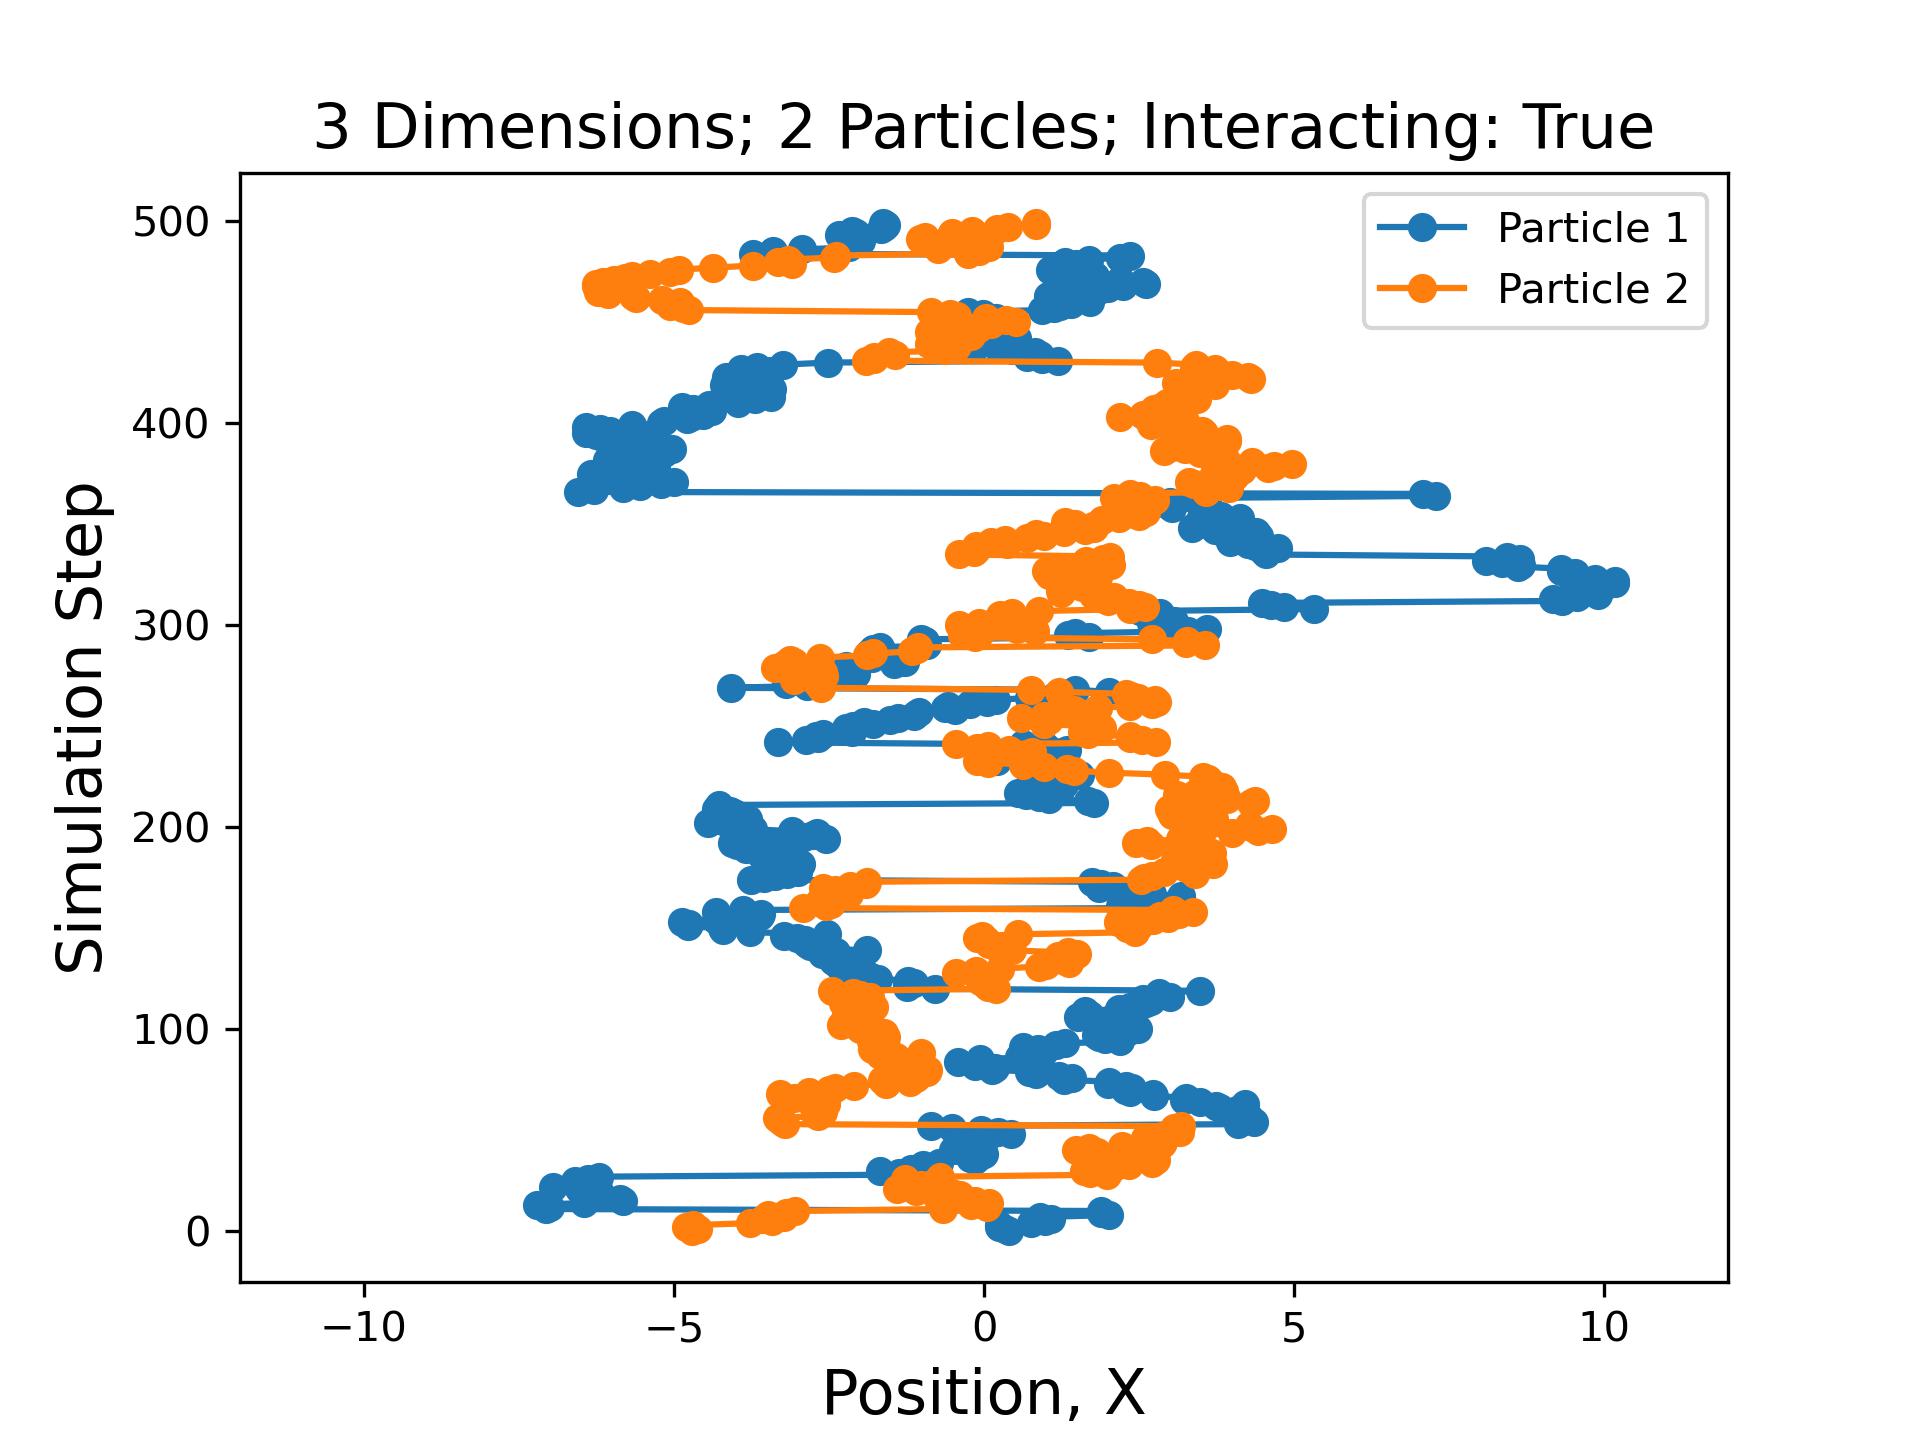 3 Dimensions; 2 Particles; Interacting: True
Particle 1
Particle 2
500
400
300
200
100
0
Simulation Step
−10
−5
0
5
10
Position, X